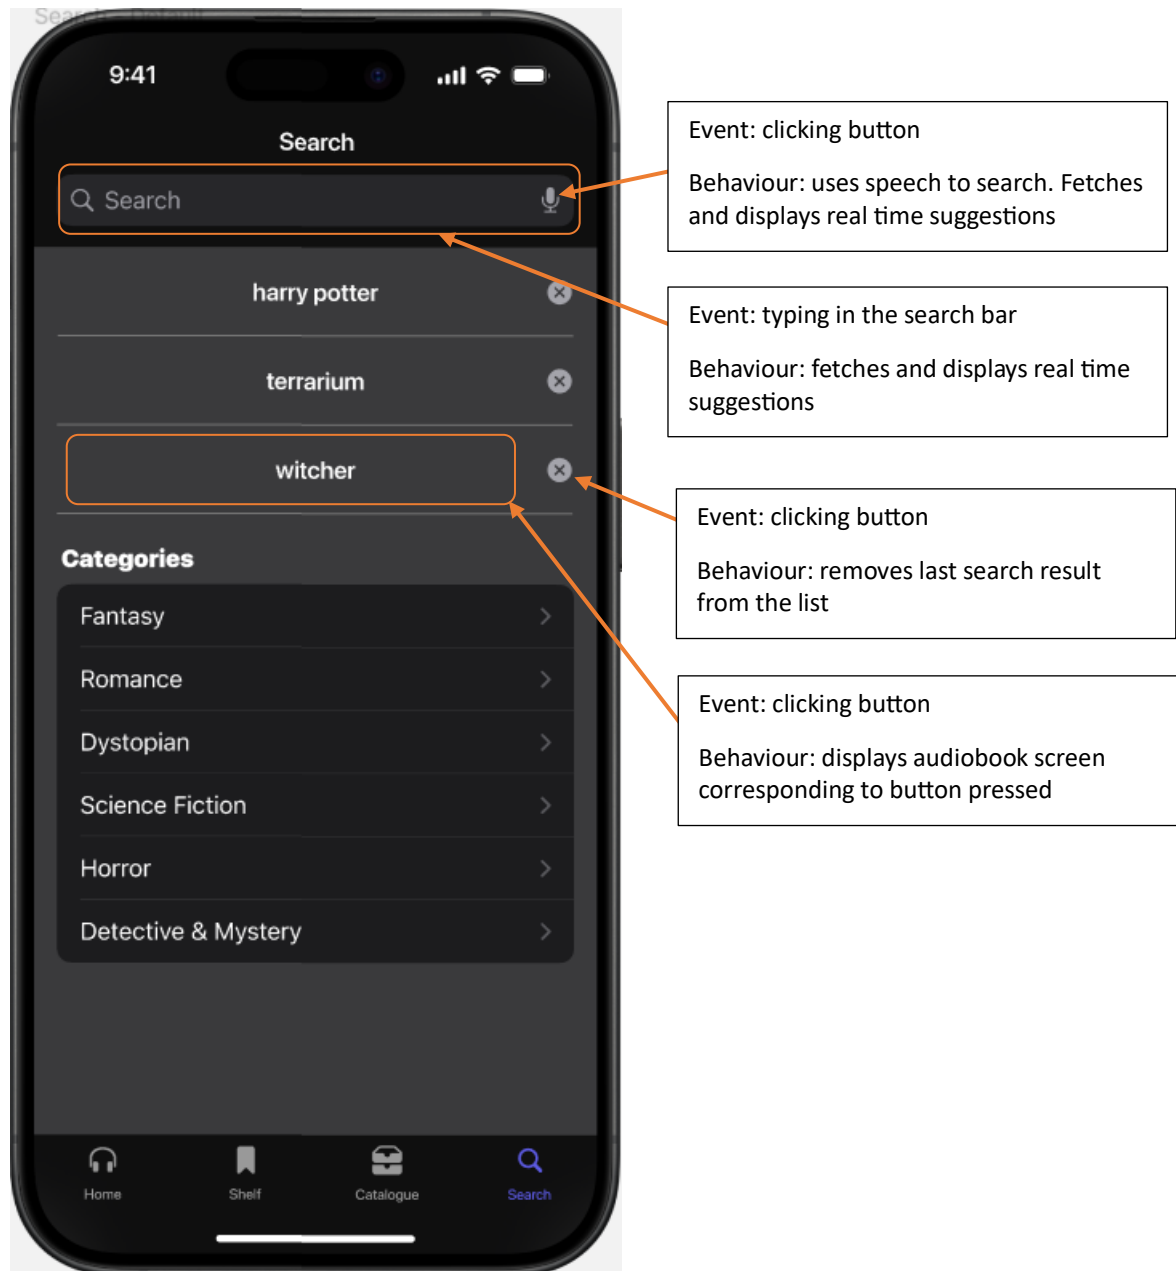 Search - Default
9:41
Search
Search
harry potter
terrarium
witcher
Categories
Fantasy
Romance
Dystopian
Science Fiction
Horror
Detective & Mystery
Home
Shelf
Catalogue
Search
Event: clicking button
Behaviour: uses speech to search. Fetches
and displays real time suggestions
Event: typing in the search bar
Behaviour: fetches and displays real time
suggestions
Event: clicking button
Behaviour: removes last search result
from the list
Event: clicking button
Behaviour: displays audiobook screen
corresponding to button pressed